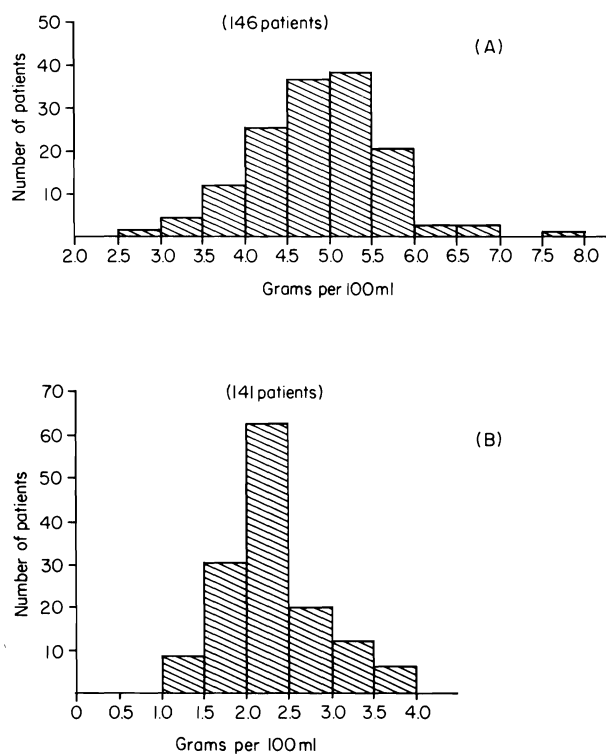 (146 patients)
(A)
Number of patients
50
40
30
20
10
2.0 2.5 3.0 3.5 4.0 4.5 5.0 5.5 6.0 6.5 7.0 7.5 8.0
Grams per 100 ml
(141 patients)
(B)
Number of patients
70
60
50
40
30
20
10
0 0.5 1.0 1.5 2.0 2.5 3.0 3.5 4.0
Grams per 100 ml